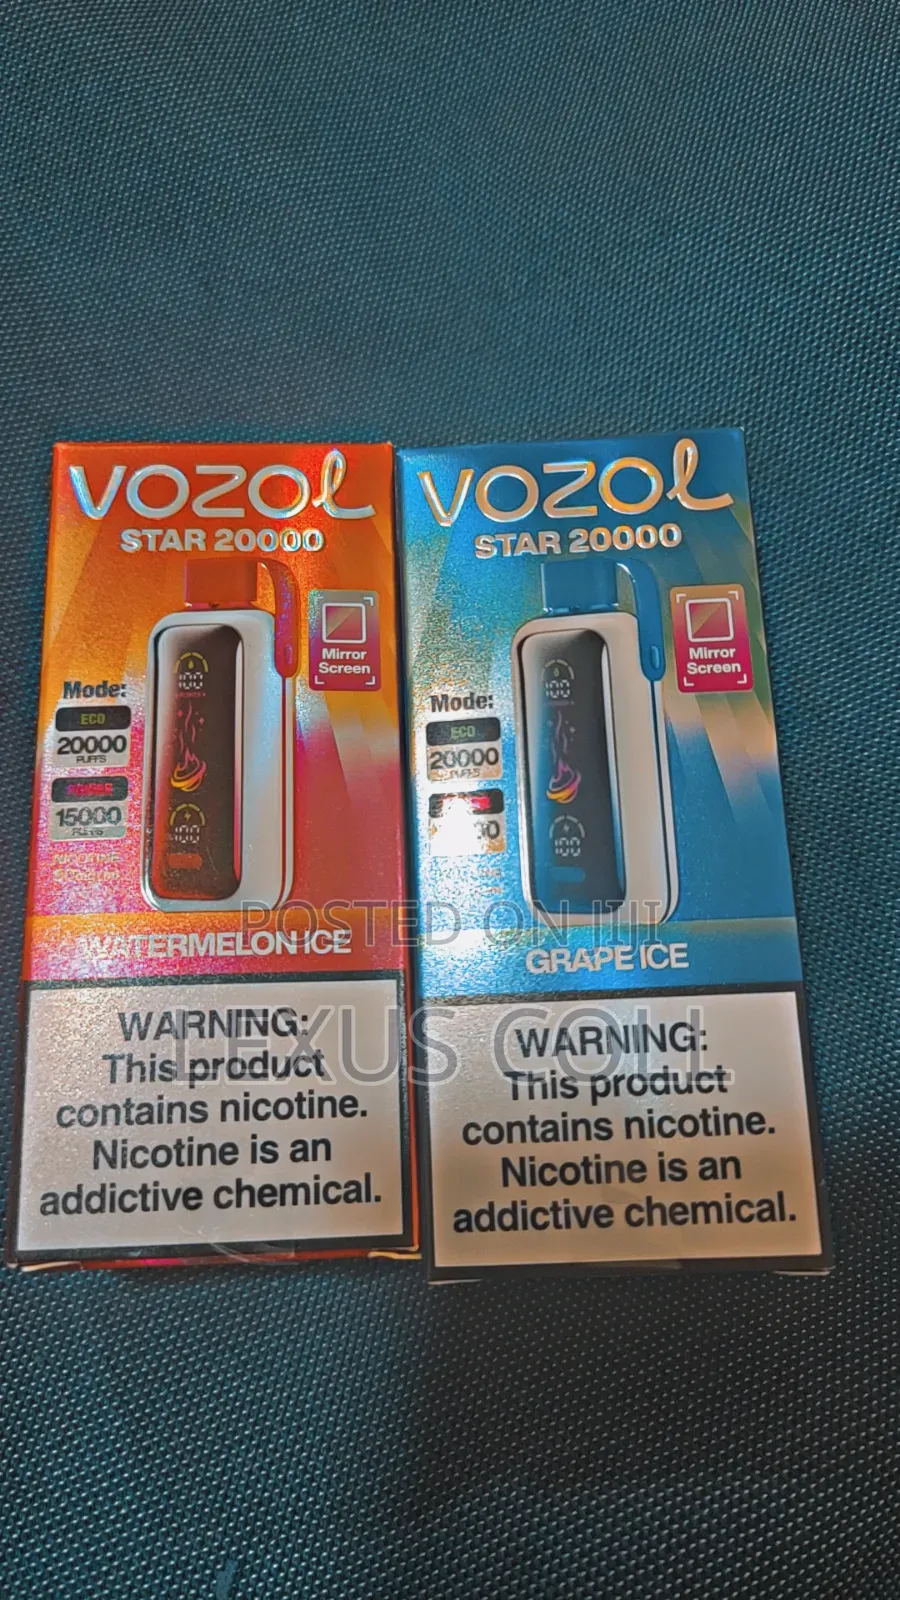 VOZOL
STAR 20000
Mirror
Screen
Mode:
ECO
20000
PUFFS
15000
PUFFS
NICOTINE
WATERMELON ICE
WARNING:
This product
contains nicotine.
Nicotine is an
addictive chemical.
VOZOL
STAR 20000
Mirror
Screen
Mode:
ECO
20000
PUFFS
GRAPE ICE
WARNING:
This product
contains nicotine.
Nicotine is an
addictive chemical.
POSTED ON JIJI
LEXUS COLL